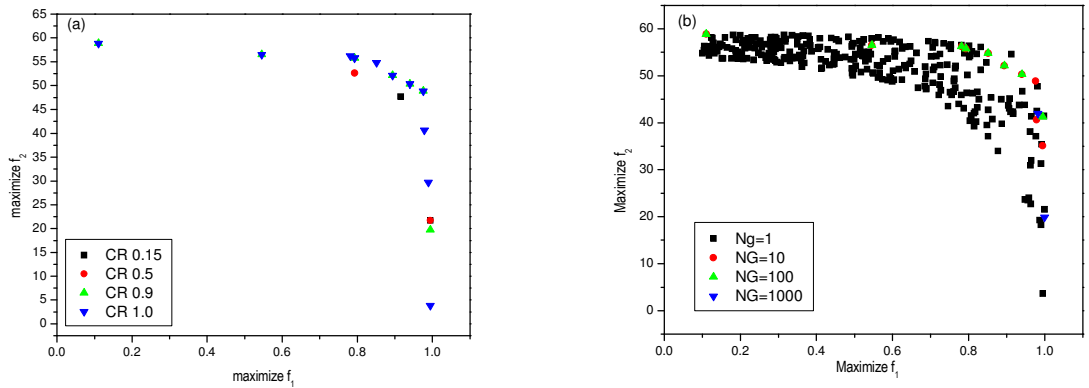 (a)
65
60
55
50
45
40
35
30
25
20
15
10
5
0
maximize f2
CR 0.15
CR 0.5
CR 0.9
CR 1.0
0.0 0.2 0.4 0.6 0.8 1.0
maximize f1
(b)
60
50
40
30
20
10
0
Maximize f2
Ng=1
NG=10
NG=100
NG=1000
0.0 0.2 0.4 0.6 0.8 1.0
Maximize f1